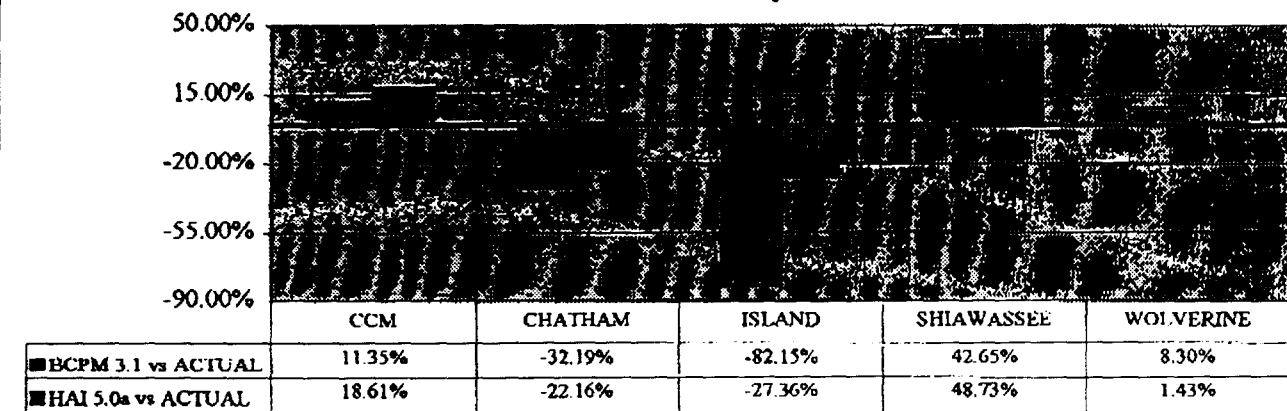 50.00%
15.00%
-20.00%
-55.00%
-90.00%
CCM CHATHAM ISLAND SHIAWASSEE WOLVERINE
BCPM 3.1 vs ACTUAL 11.35% -32.19% -82.15% 42.65% 8.30%
HAI 5.0a vs ACTUAL 18.61% -22.16% -27.36% 48.73% 1.43%